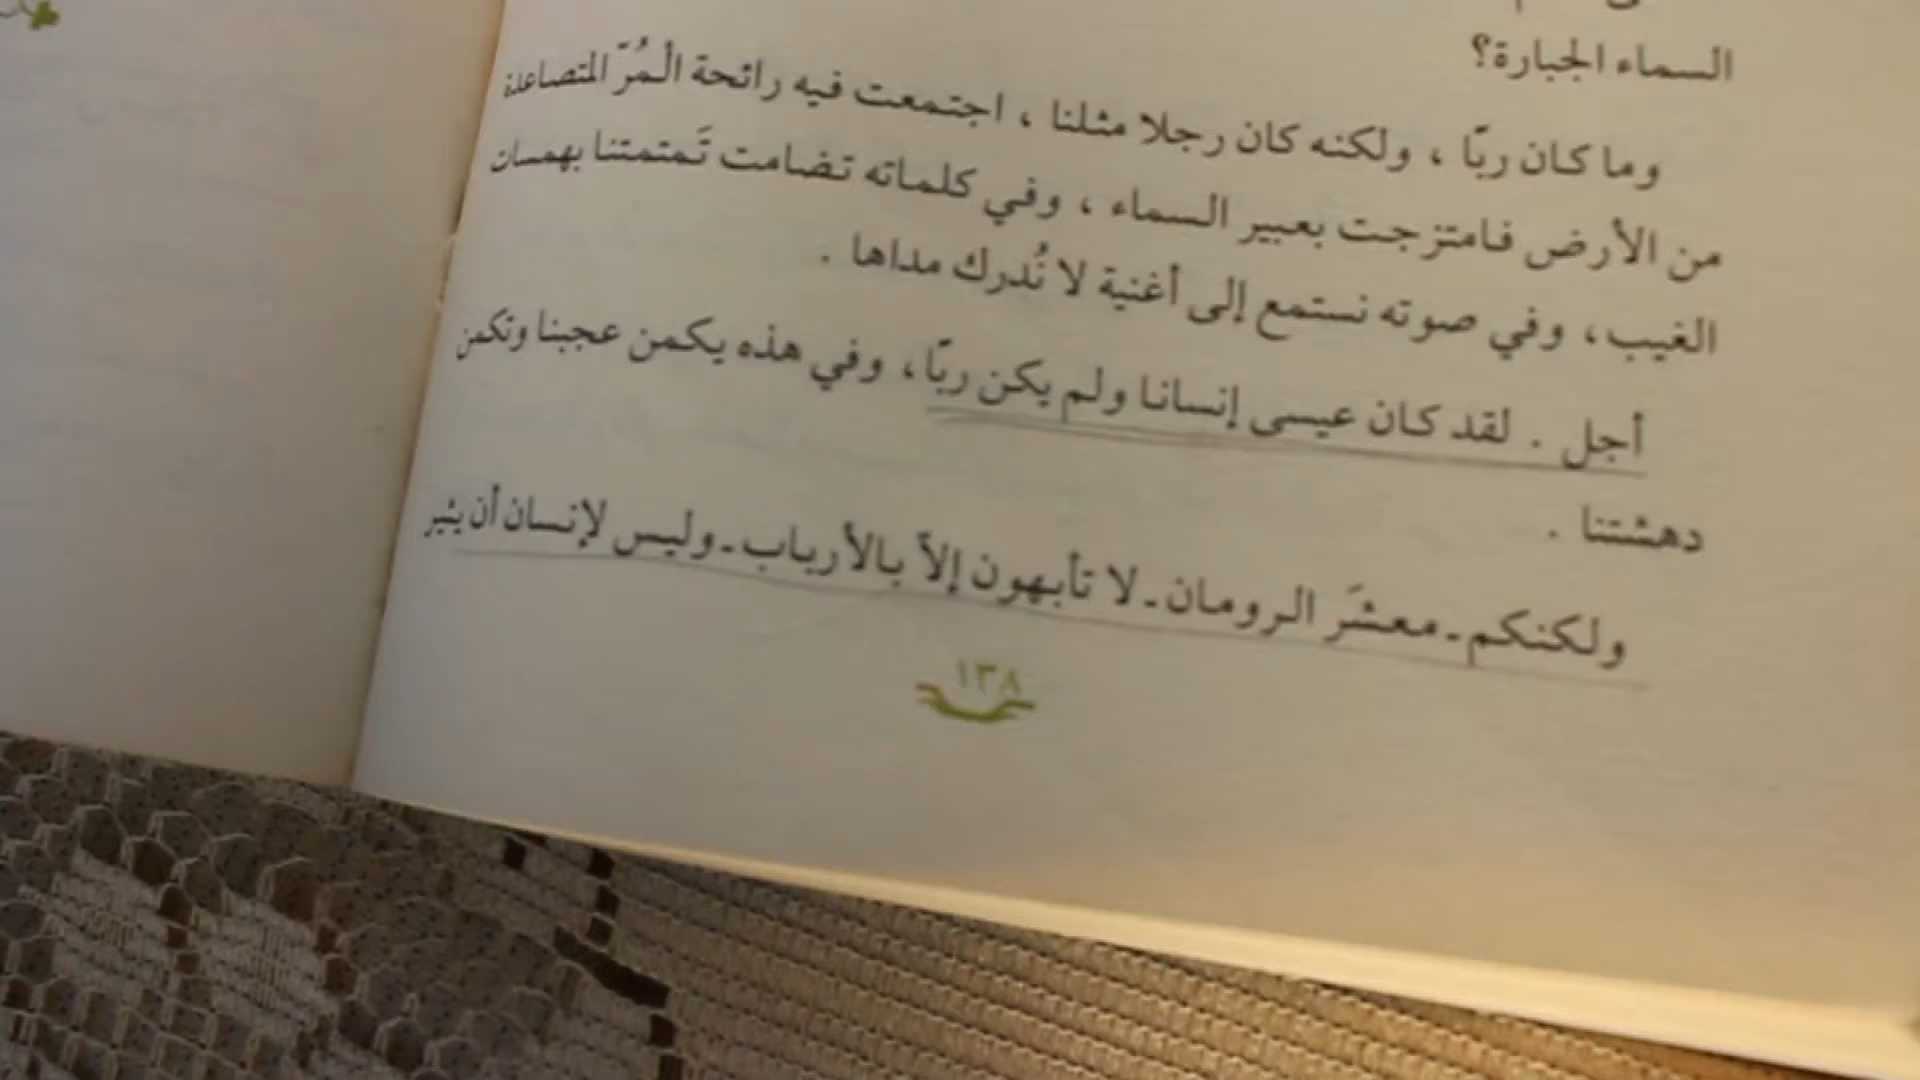 السماء الجبارة؟
وما كان ربّا ، ولكنه كان رجلا مثلنا ، اجتمعت فيه رائحة الْمُرّ المتصاعدة
من الأرض فامتزجت بعبير السماء ، وفي كلماته تضامت تَمتمتنا بهمسات
الغيب ، وفي صوته نستمع إلى أغنية لا نُدرك مداها .
أجل . لقد كان عيسى إنسانا ولم يكن ربّا ، وفي هذه يكمن عجبنا وتكمن
دهشتنا .
ولكنكم ـ معشَر الرومان ـ لا تأبهون إلاّ بالأرباب ـ وليس لإنسان أن يثير
١٣٨